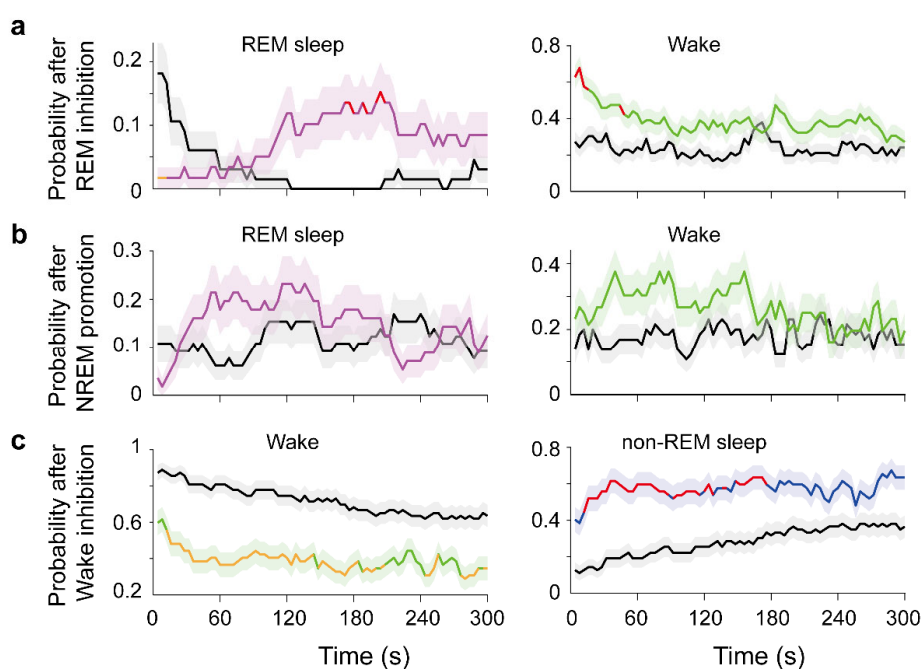 a
Probability after
REM inhibition
REM sleep
0.2
0.1
0
Wake
0.8
0.4
0
b
Probability after
NREM promotion
REM sleep
0.3
0.2
0.1
0
Wake
0.4
0.2
0
c
Probability after
Wake inhibition
Wake
1
0.6
0.2
non-REM sleep
0.8
0.4
0
0 60 120 180 240 300
0 60 120 180 240 300
Time (s)
Time (s)